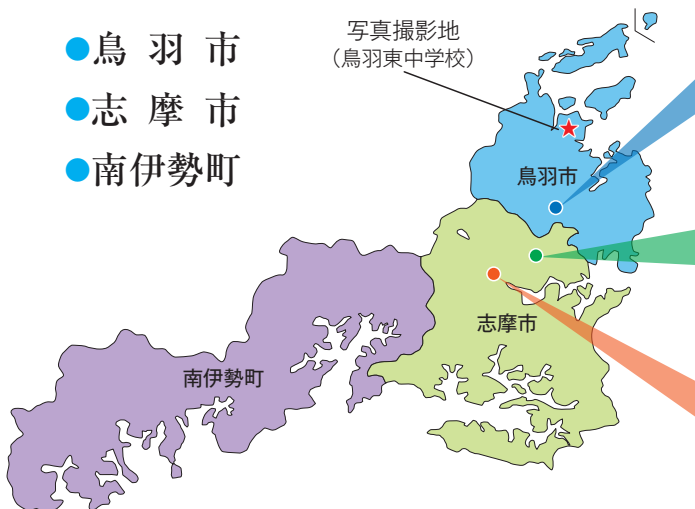 ●鳥羽市
●志摩市
●南伊勢町
写真撮影地
（鳥羽東中学校）
鳥羽市
志摩市
南伊勢町